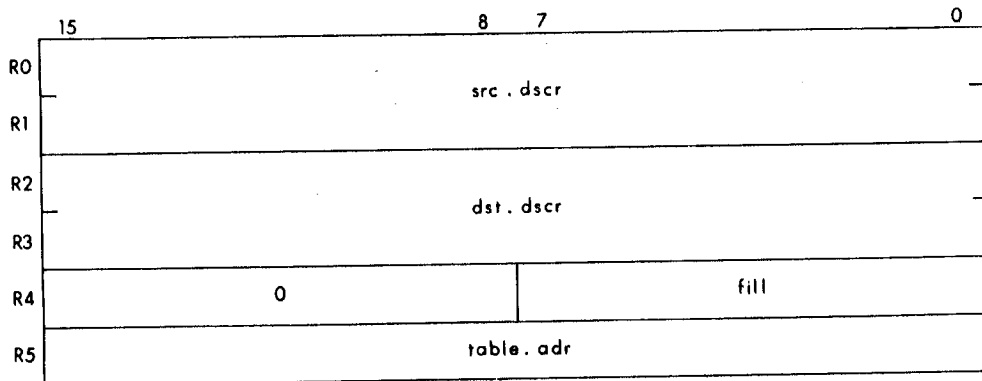 15 8 7 0
R0
src.dscr
R1
R2
dst.dscr
R3
R4 0 fill
R5 table.adr